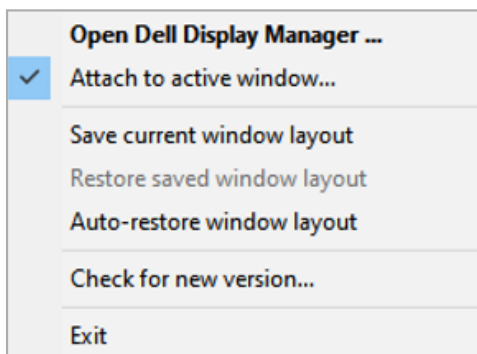 Open Dell Display Manager ...
Attach to active window...
Save current window layout
Restore saved window layout
Auto-restore window layout
Check for new version...
Exit